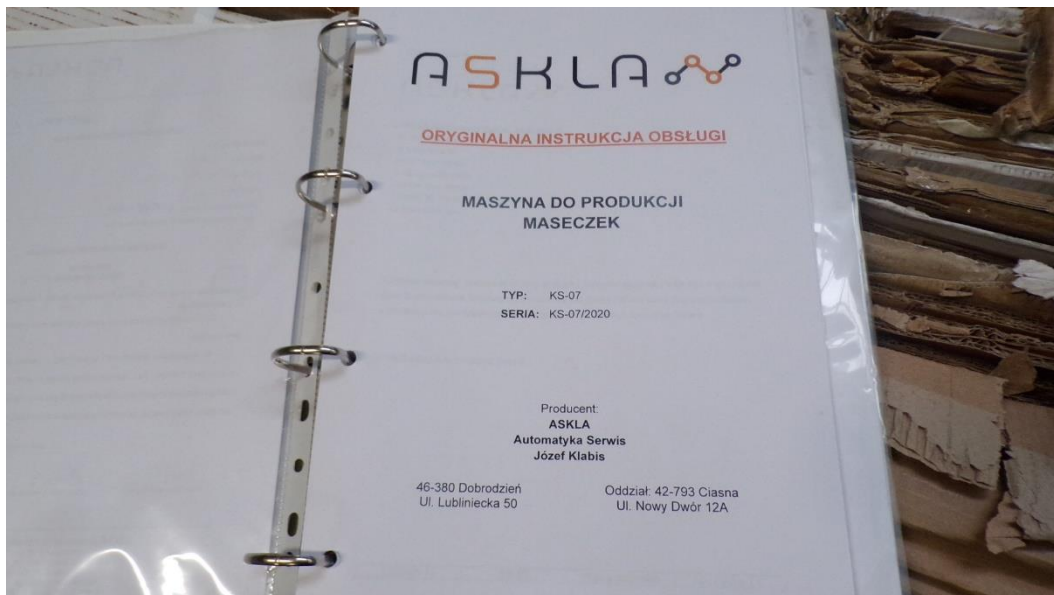 ASKLA
ORYGINALNA INSTRUKCJA OBSŁUGI
MASZYNA DO PRODUKCJI
MASECZEK
TYP: KS-07
SERIA: KS-07/2020
Producent:
ASKLA
Automatyka Serwis
Józef Klabis
46-380 Dobrodzień
Ul. Lubliniecka 50
Oddział: 42-793 Ciasna
Ul. Nowy Dwór 12A